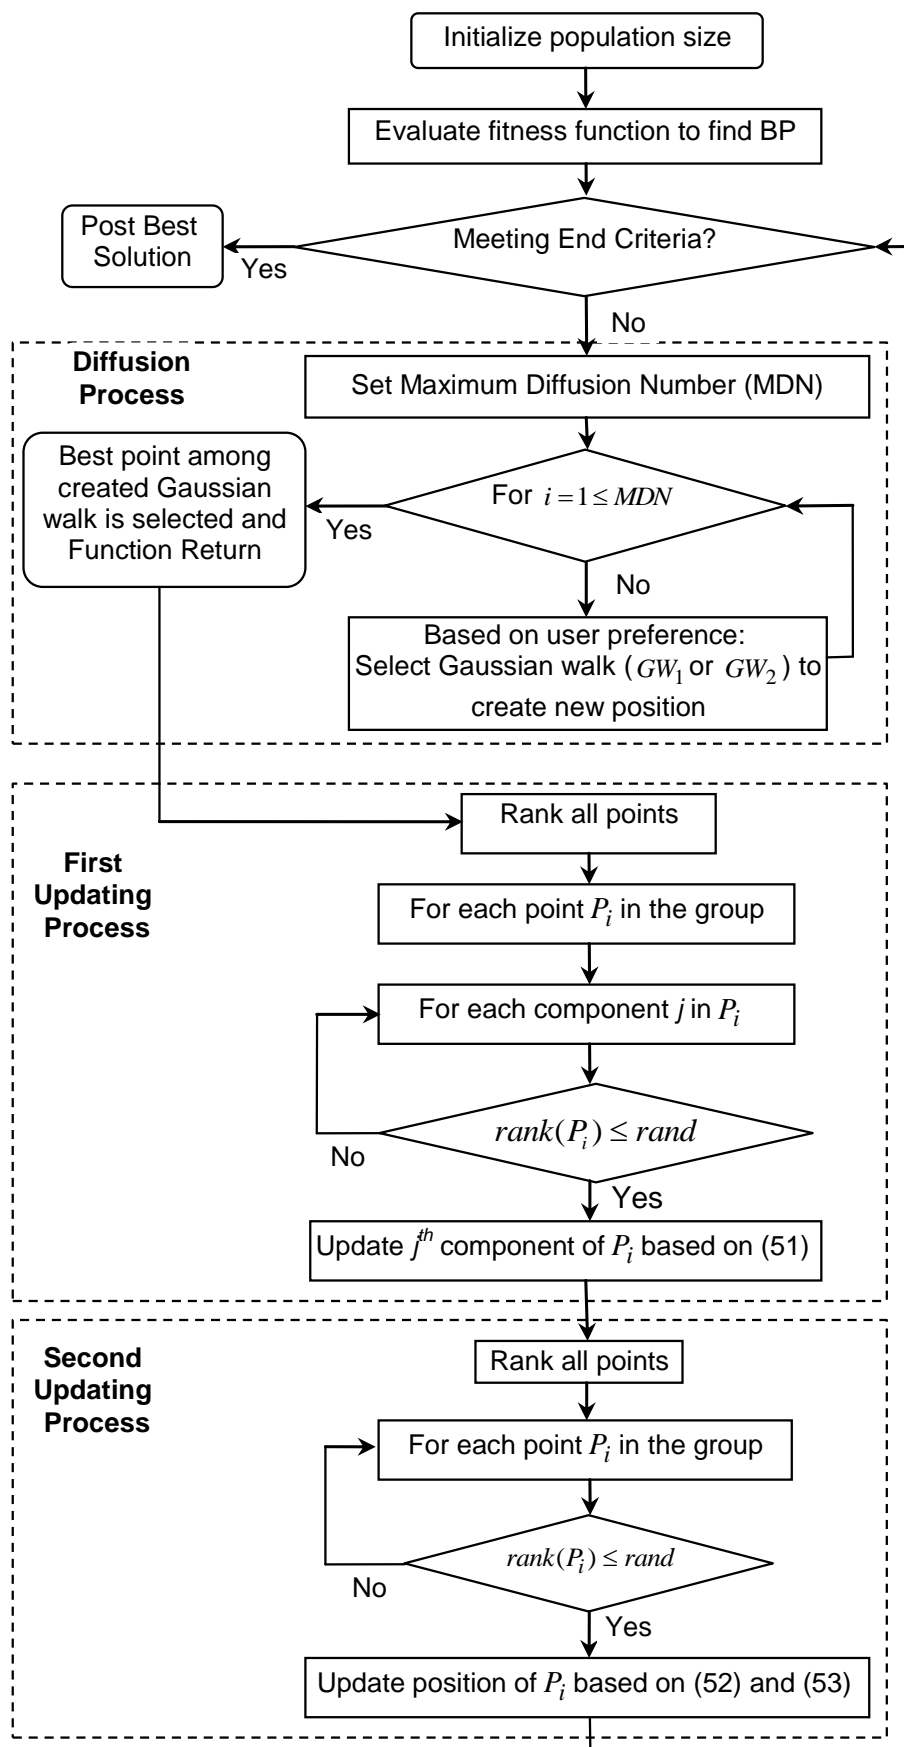 Initialize population size
Evaluate fitness function to find BP
Meeting End Criteria?
Post Best
Solution
Yes
No
Diffusion
Process
Set Maximum Diffusion Number (MDN)
Best point among
created Gaussian
walk is selected and
Function Return
For i = 1 ≤ MDN
Yes
No
Based on user preference:
Select Gaussian walk (GW₁ or GW₂) to
create new position
First
Updating
Process
Rank all points
For each point Pᵢ in the group
For each component j in Pᵢ
rank(Pᵢ) ≤ rand
No
Yes
Update jᵗʰ component of Pᵢ based on (51)
Second
Updating
Process
Rank all points
For each point Pᵢ in the group
rank(Pᵢ) ≤ rand
No
Yes
Update position of Pᵢ based on (52) and (53)